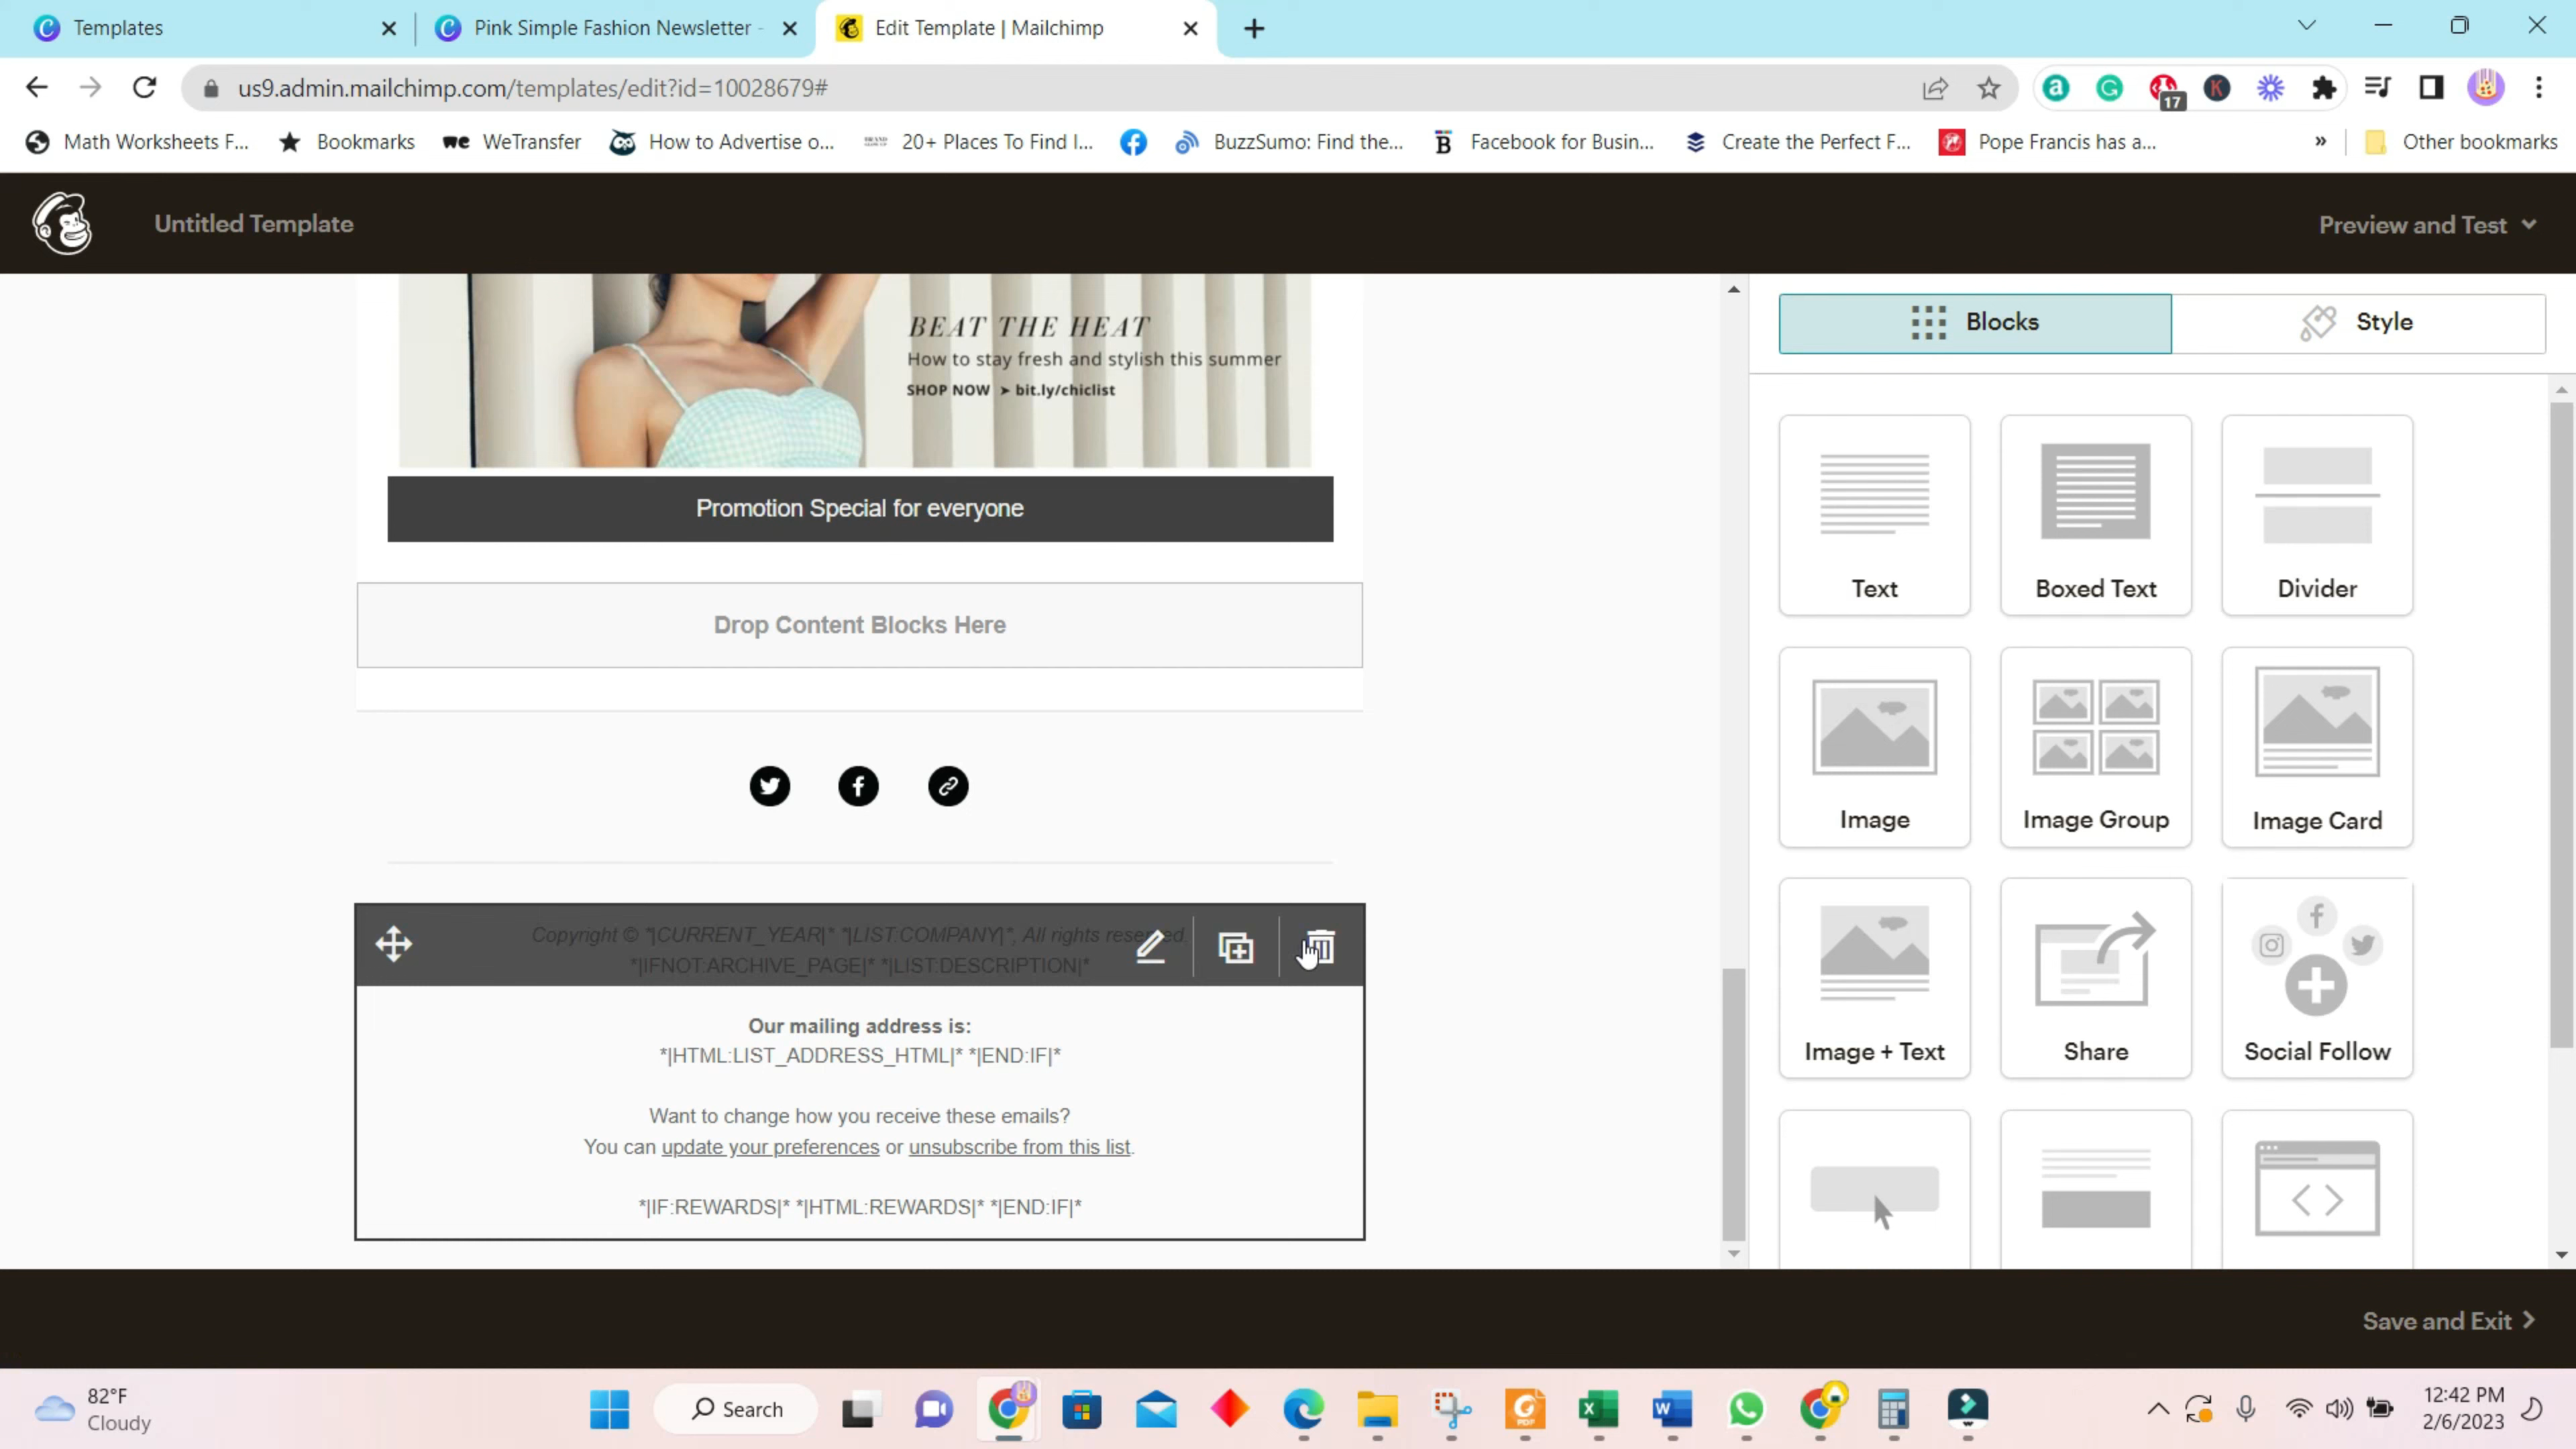 Templates
Pink Simple Fashion Newsletter -
Edit Template | Mailchimp
us9.admin.mailchimp.com/templates/edit?id=10028679#
17
Math Worksheets F...
Bookmarks
WeTransfer
How to Advertise o...
20+ Places To Find I...
BuzzSumo: Find the...
Facebook for Busin...
Create the Perfect F...
Pope Francis has a...
»
Other bookmarks
Untitled Template
Preview and Test
BEAT THE HEAT
How to stay fresh and stylish this summer
SHOP NOW ➤ bit.ly/chiclist
Promotion Special for everyone
Drop Content Blocks Here
Copyright © *|CURRENT_YEAR|* *|LIST:COMPANY|*, All rights reserved.
*|IFNOT:ARCHIVE_PAGE|* *|LIST:DESCRIPTION|*
Our mailing address is:
*|HTML:LIST_ADDRESS_HTML|* *|END:IF|*
Want to change how you receive these emails?
You can update your preferences or unsubscribe from this list.
*|IF:REWARDS|* *|HTML:REWARDS|* *|END:IF|*
Blocks
Style
Text
Boxed Text
Divider
Image
Image Group
Image Card
Image + Text
Share
Social Follow
Save and Exit
82°F
Cloudy
Search
12:42 PM
2/6/2023